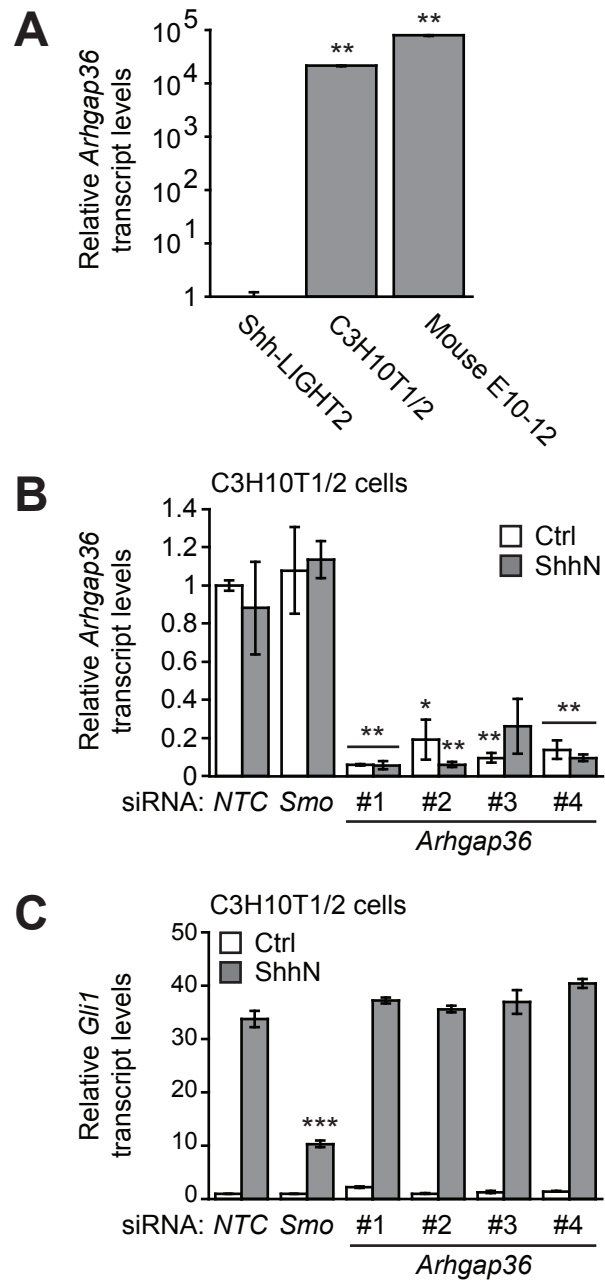 A
Relative Arhgap36
transcript levels
10^5
10^4
10^3
10^2
10^1
1
**
**
Shh-LIGHT2
C3H10T1/2
Mouse E10-12
B
C3H10T1/2 cells
Relative Arhgap36
transcript levels
1.4
1.2
1
0.8
0.6
0.4
0.2
0
Ctrl
ShhN
**
*
**
**
**
siRNA: NTC Smo #1 #2 #3 #4
Arhgap36
C
C3H10T1/2 cells
Relative Gli1
transcript levels
50
40
30
20
10
0
Ctrl
ShhN
***
siRNA: NTC Smo #1 #2 #3 #4
Arhgap36